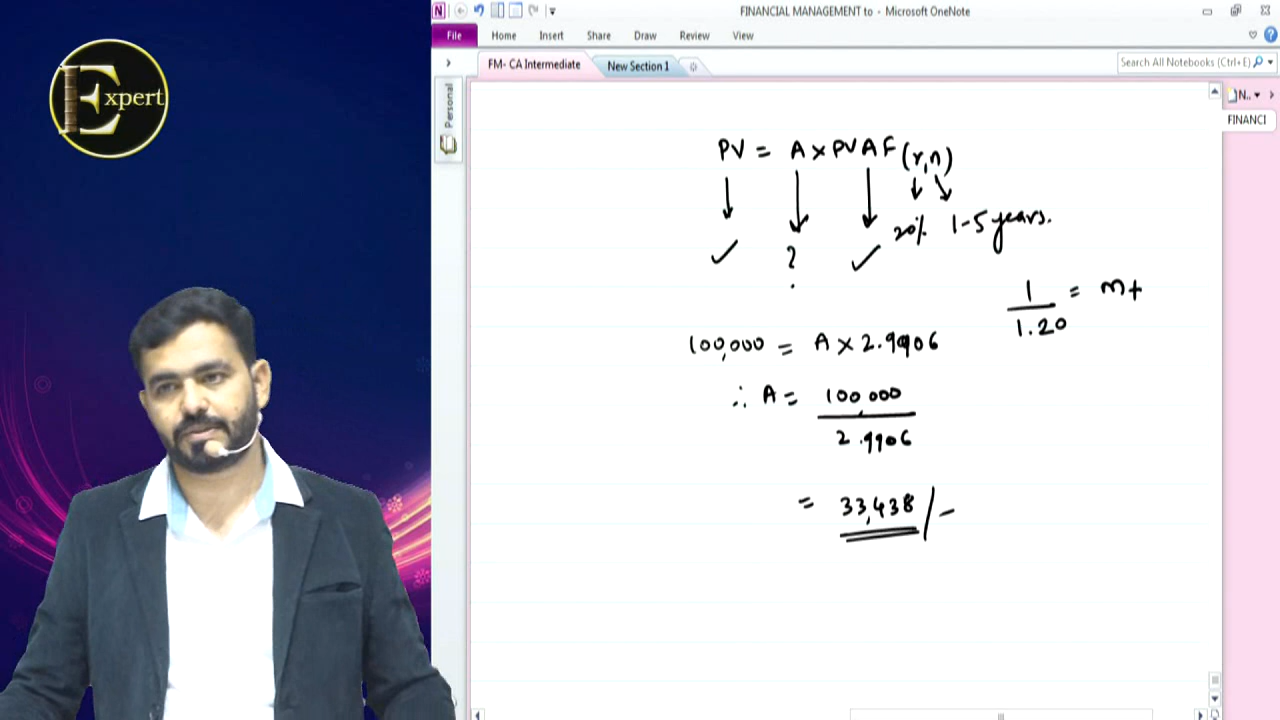 Expert
FINANCIAL MANAGEMENT to - Microsoft OneNote
File Home Insert Share Draw Review View
FM- CA Intermediate New Section 1
Search All Notebooks (Ctrl+E)
Personal
N..
FINANCI
PV = A × PVAF (r,n)
20% 1-5 years.
?
1/1.20 = m+
100,000 = A × 2.9906
∴ A = 100,000 / 2.9906
= 33,438/-